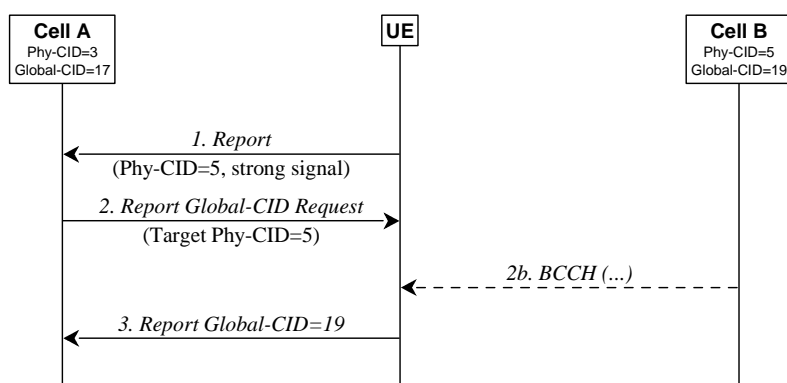 Cell A
Phy-CID=3
Global-CID=17
UE
Cell B
Phy-CID=5
Global-CID=19
1. Report
(Phy-CID=5, strong signal)
2. Report Global-CID Request
(Target Phy-CID=5)
2b. BCCH (...)
3. Report Global-CID=19